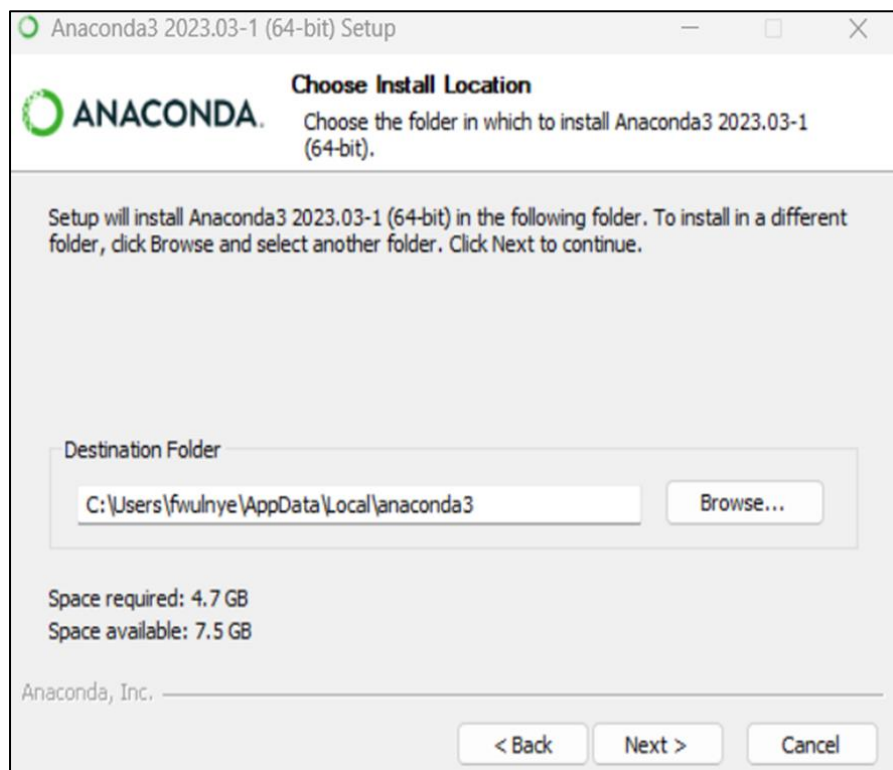 Anaconda3 2023.03-1 (64-bit) Setup
ANACONDA.
Choose Install Location
Choose the folder in which to install Anaconda3 2023.03-1
(64-bit).
Setup will install Anaconda3 2023.03-1 (64-bit) in the following folder. To install in a different
folder, click Browse and select another folder. Click Next to continue.
Destination Folder
C:\Users\fwulnye\AppData\Local\anaconda3
Browse...
Space required: 4.7 GB
Space available: 7.5 GB
Anaconda, Inc.
< Back
Next >
Cancel